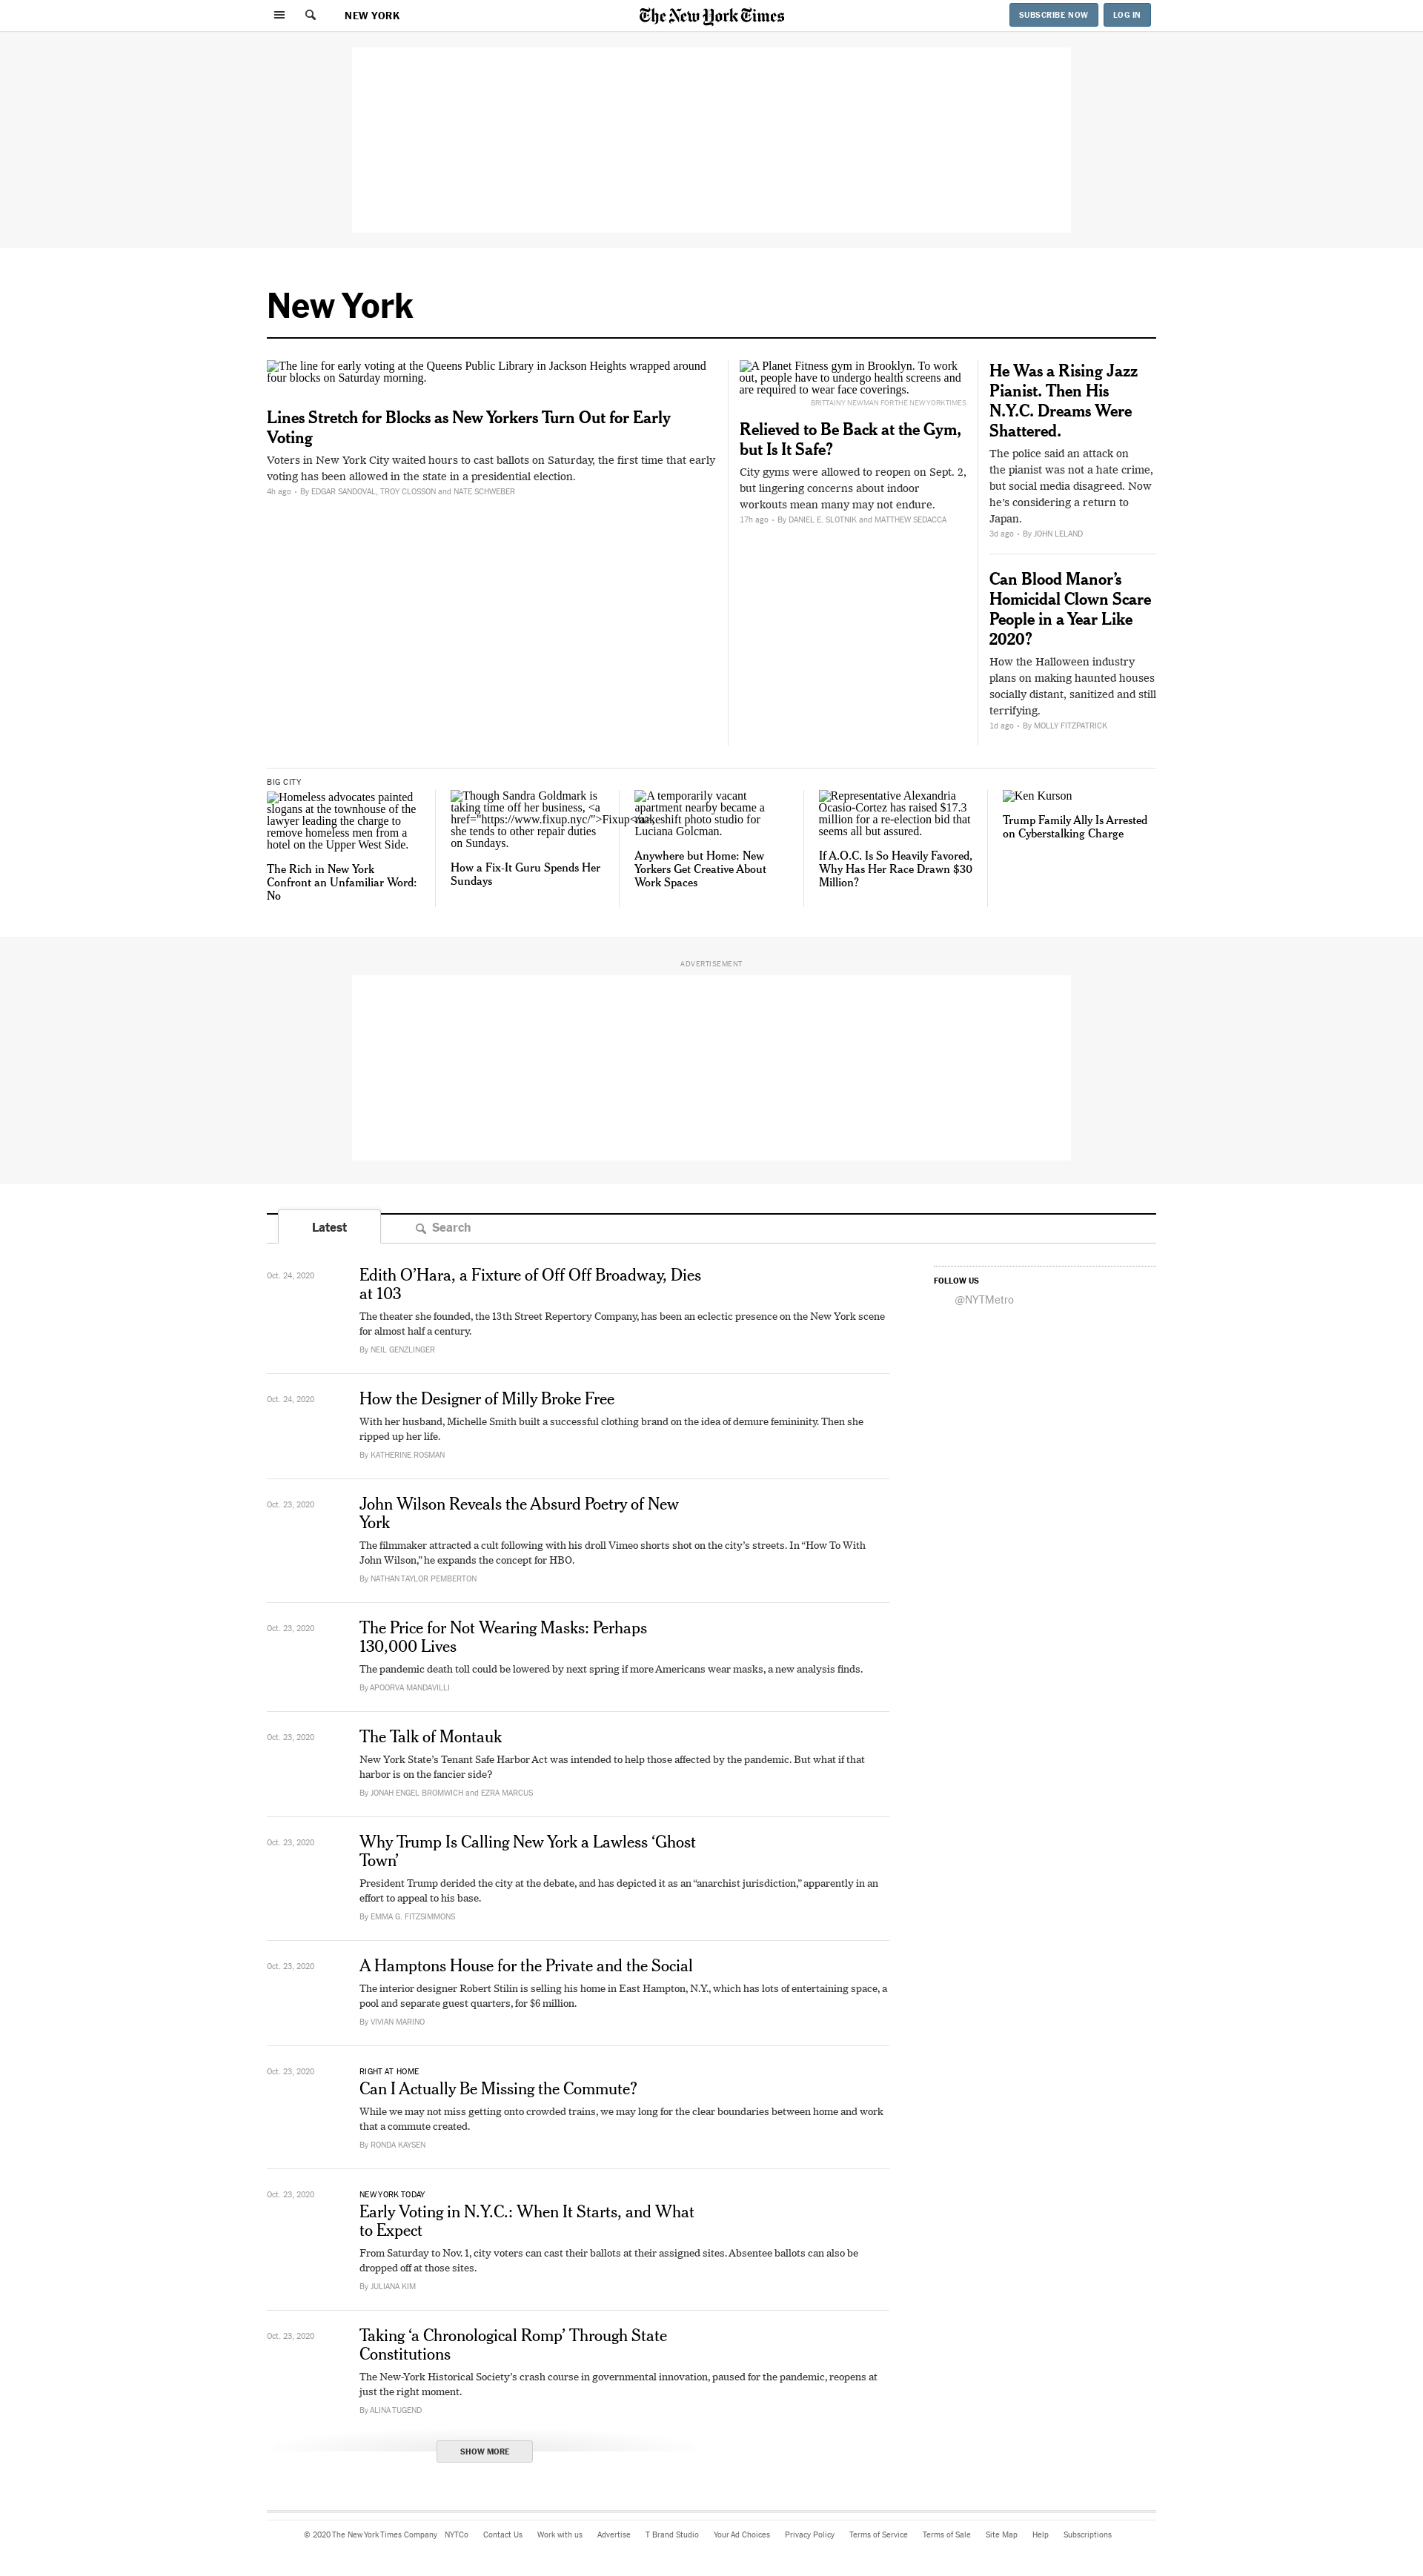 NEW YORK
The New York Times
SUBSCRIBE NOW
LOG IN
New York
The line for early voting at the Queens Public Library in Jackson Heights wrapped around
four blocks on Saturday morning.
Lines Stretch for Blocks as New Yorkers Turn Out for Early
Voting
Voters in New York City waited hours to cast ballots on Saturday, the first time that early
voting has been allowed in the state in a presidential election.
4h ago • By EDGAR SANDOVAL, TROY CLOSSON and NATE SCHWEBER
A Planet Fitness gym in Brooklyn. To work
out, people have to undergo health screens and
are required to wear face coverings.
BRITTAINY NEWMAN FOR THE NEW YORK TIMES
Relieved to Be Back at the Gym,
but Is It Safe?
City gyms were allowed to reopen on Sept. 2,
but lingering concerns about indoor
workouts mean many may not endure.
17h ago • By DANIEL E. SLOTNIK and MATTHEW SEDACCA
He Was a Rising Jazz
Pianist. Then His
N.Y.C. Dreams Were
Shattered.
The police said an attack on
the pianist was not a hate crime,
but social media disagreed. Now
he’s considering a return to
Japan.
3d ago • By JOHN LELAND
Can Blood Manor’s
Homicidal Clown Scare
People in a Year Like
2020?
How the Halloween industry
plans on making haunted houses
socially distant, sanitized and still
terrifying.
1d ago • By MOLLY FITZPATRICK
BIG CITY
Homeless advocates painted
slogans at the townhouse of the
lawyer leading the charge to
remove homeless men from a
hotel on the Upper West Side.
The Rich in New York
Confront an Unfamiliar Word:
No
Though Sandra Goldmark is
taking time off her business, <a
href="https://www.fixup.nyc/">Fixup</a>,
she tends to other repair duties
on Sundays.
How a Fix-It Guru Spends Her
Sundays
A temporarily vacant
apartment nearby became a
makeshift photo studio for
Luciana Golcman.
Anywhere but Home: New
Yorkers Get Creative About
Work Spaces
Representative Alexandria
Ocasio-Cortez has raised $17.3
million for a re-election bid that
seems all but assured.
If A.O.C. Is So Heavily Favored,
Why Has Her Race Drawn $30
Million?
Ken Kurson
Trump Family Ally Is Arrested
on Cyberstalking Charge
ADVERTISEMENT
Latest
Search
Oct. 24, 2020
Edith O’Hara, a Fixture of Off Off Broadway, Dies
at 103
The theater she founded, the 13th Street Repertory Company, has been an eclectic presence on the New York scene
for almost half a century.
By NEIL GENZLINGER
FOLLOW US
@NYTMetro
Oct. 24, 2020
How the Designer of Milly Broke Free
With her husband, Michelle Smith built a successful clothing brand on the idea of demure femininity. Then she
ripped up her life.
By KATHERINE ROSMAN
Oct. 23, 2020
John Wilson Reveals the Absurd Poetry of New
York
The filmmaker attracted a cult following with his droll Vimeo shorts shot on the city’s streets. In “How To With
John Wilson,” he expands the concept for HBO.
By NATHAN TAYLOR PEMBERTON
Oct. 23, 2020
The Price for Not Wearing Masks: Perhaps
130,000 Lives
The pandemic death toll could be lowered by next spring if more Americans wear masks, a new analysis finds.
By APOORVA MANDAVILLI
Oct. 23, 2020
The Talk of Montauk
New York State’s Tenant Safe Harbor Act was intended to help those affected by the pandemic. But what if that
harbor is on the fancier side?
By JONAH ENGEL BROMWICH and EZRA MARCUS
Oct. 23, 2020
Why Trump Is Calling New York a Lawless ‘Ghost
Town’
President Trump derided the city at the debate, and has depicted it as an “anarchist jurisdiction,” apparently in an
effort to appeal to his base.
By EMMA G. FITZSIMMONS
Oct. 23, 2020
A Hamptons House for the Private and the Social
The interior designer Robert Stilin is selling his home in East Hampton, N.Y., which has lots of entertaining space, a
pool and separate guest quarters, for $6 million.
By VIVIAN MARINO
Oct. 23, 2020
RIGHT AT HOME
Can I Actually Be Missing the Commute?
While we may not miss getting onto crowded trains, we may long for the clear boundaries between home and work
that a commute created.
By RONDA KAYSEN
Oct. 23, 2020
NEW YORK TODAY
Early Voting in N.Y.C.: When It Starts, and What
to Expect
From Saturday to Nov. 1, city voters can cast their ballots at their assigned sites. Absentee ballots can also be
dropped off at those sites.
By JULIANA KIM
Oct. 23, 2020
Taking ‘a Chronological Romp’ Through State
Constitutions
The New-York Historical Society’s crash course in governmental innovation, paused for the pandemic, reopens at
just the right moment.
By ALINA TUGEND
SHOW MORE
© 2020 The New York Times Company NYTCo Contact Us Work with us Advertise T Brand Studio Your Ad Choices Privacy Policy Terms of Service Terms of Sale Site Map Help Subscriptions